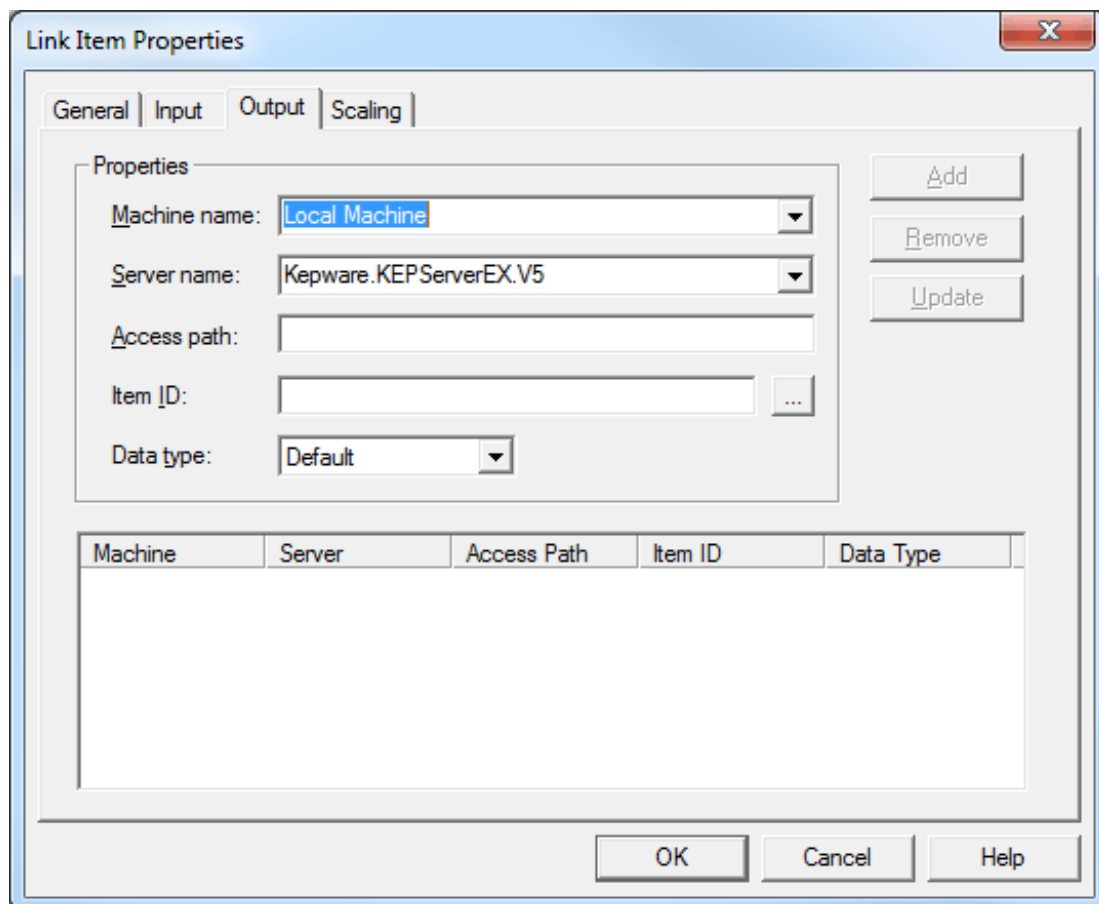 Link Item Properties
General Input Output Scaling
Properties
Machine name: Local Machine
Server name: Kepware.KEPServerEX.V5
Access path:
Item ID: ...
Data type: Default
Add
Remove
Update
Machine Server Access Path Item ID Data Type
OK Cancel Help